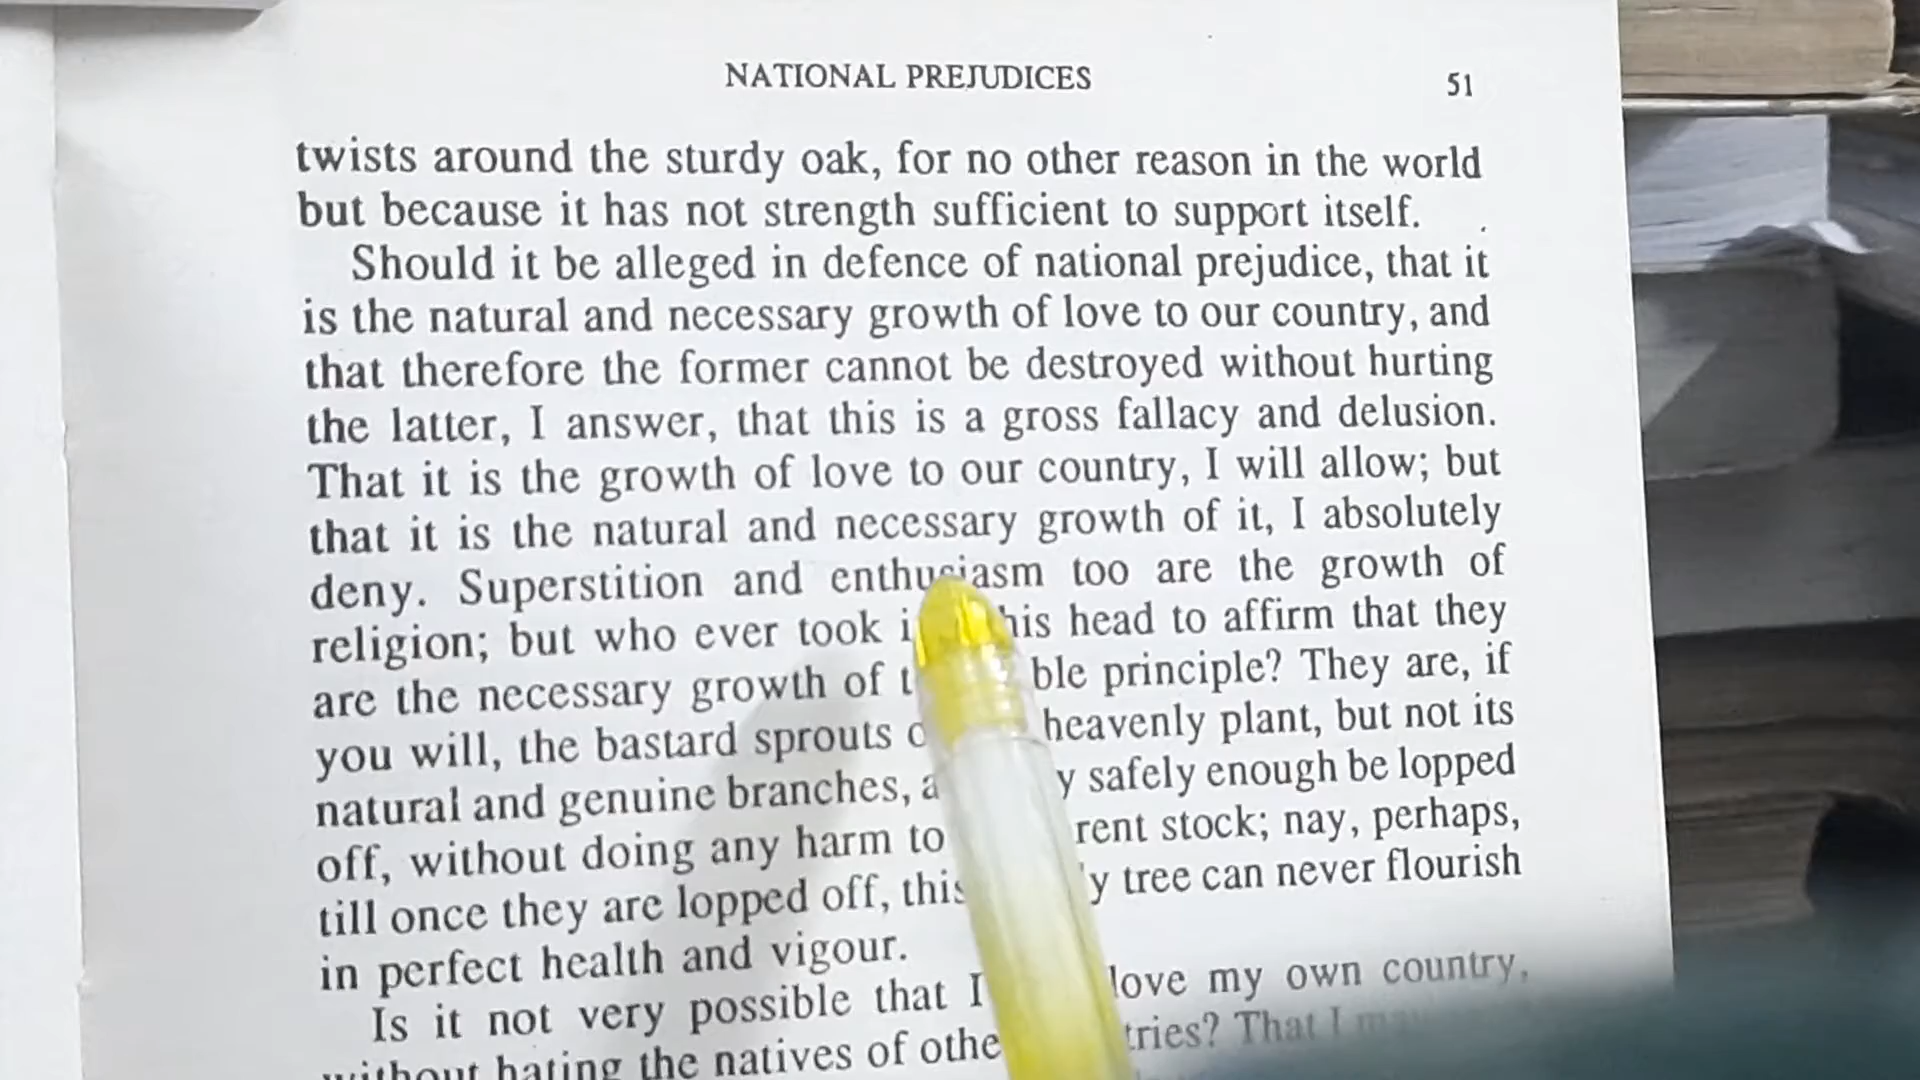 NATIONAL PREJUDICES 51
twists around the sturdy oak, for no other reason in the world
but because it has not strength sufficient to support itself.
Should it be alleged in defence of national prejudice, that it
is the natural and necessary growth of love to our country, and
that therefore the former cannot be destroyed without hurting
the latter, I answer, that this is a gross fallacy and delusion.
That it is the growth of love to our country, I will allow; but
that it is the natural and necessary growth of it, I absolutely
deny. Superstition and enthusiasm too are the growth of
religion; but who ever took his head to affirm that they
are the necessary growth of principle? They are, if
you will, the bastard sprouts heavenly plant, but not its
natural and genuine branches, safely enough be lopped
off, without doing any harm to stock; nay, perhaps,
till once they are lopped off, this tree can never flourish
in perfect health and vigour.
Is it not very possible that I love my own country,
without hating the natives of That I